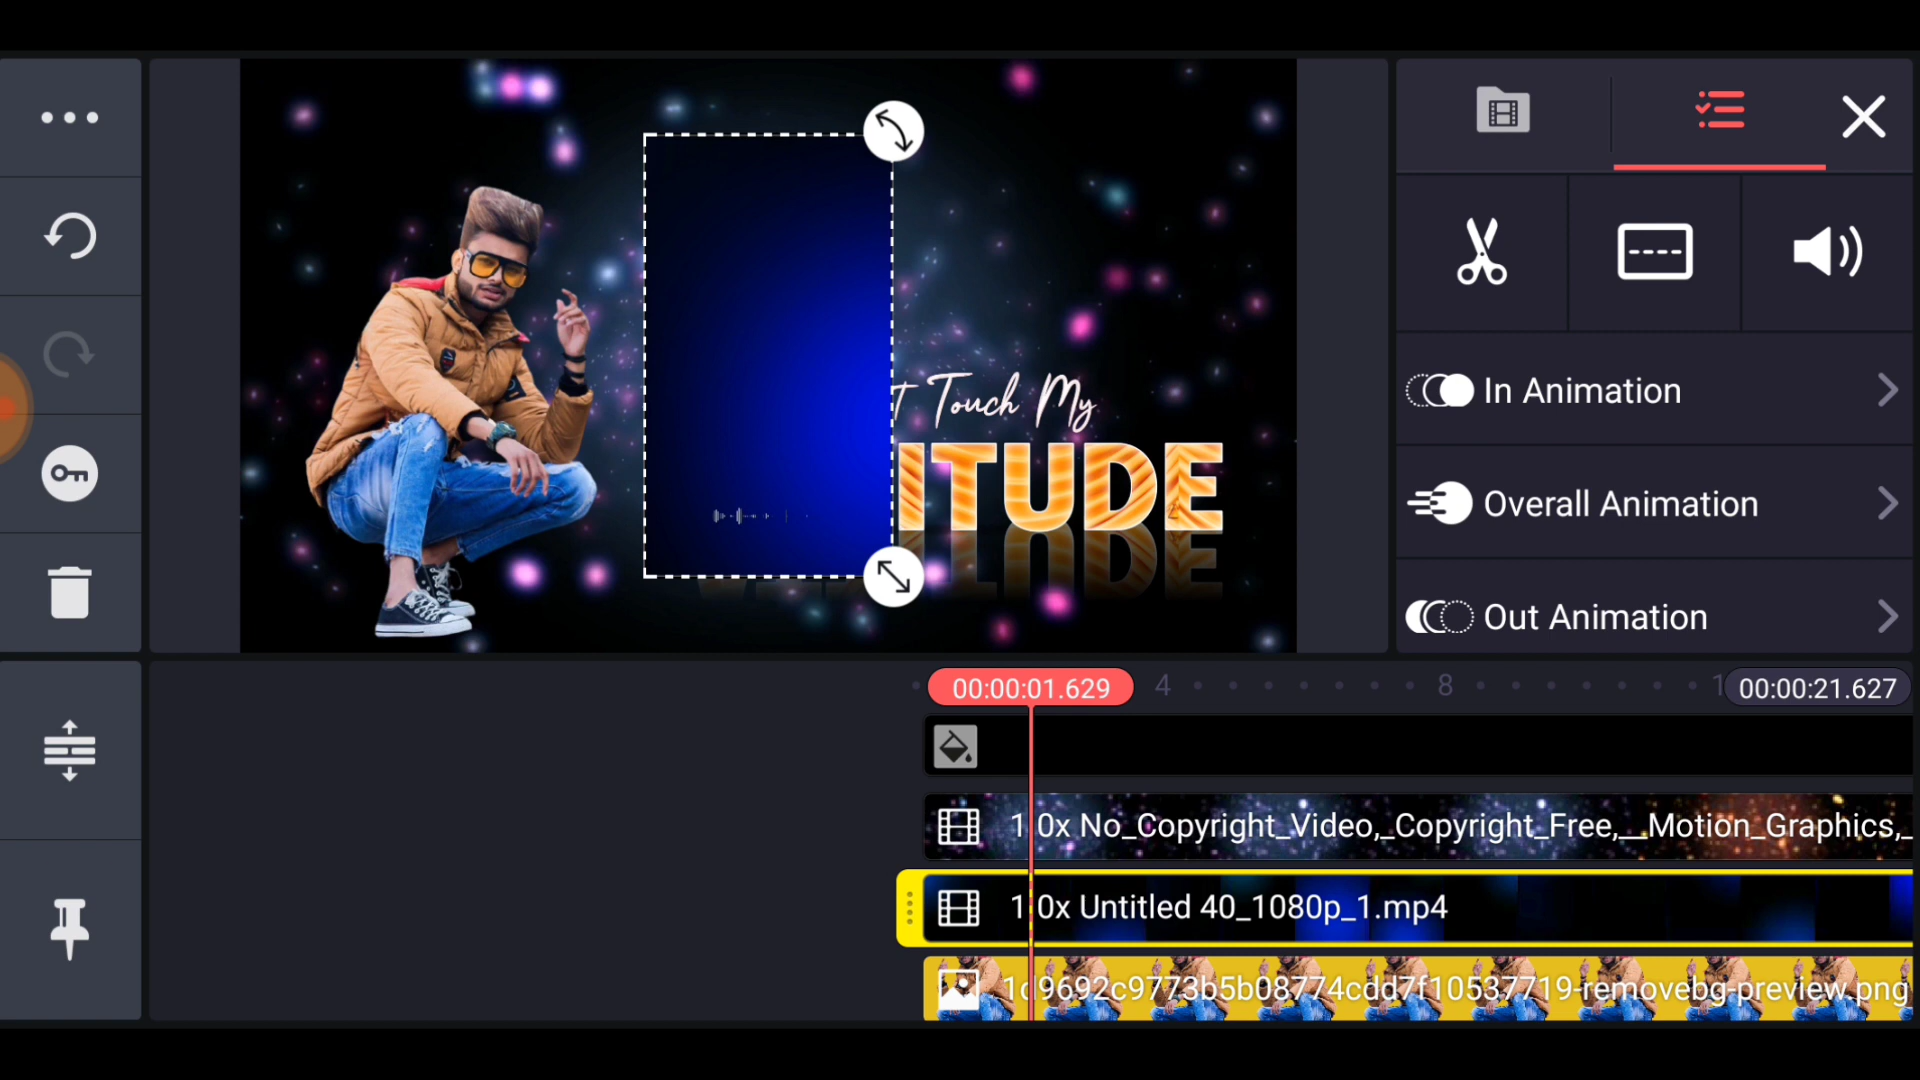 In Animation
t Touch My
ITUDE
Overall Animation
Out Animation
00:00:01.629
4
8
1
00:00:21.627
1.0x No_Copyright_Video,_Copyright_Free,__Motion_Graphics,_
1.0x Untitled 40_1080p_1.mp4
1d9692c9773b5b08774cdd7f10537719-removebg-preview.png